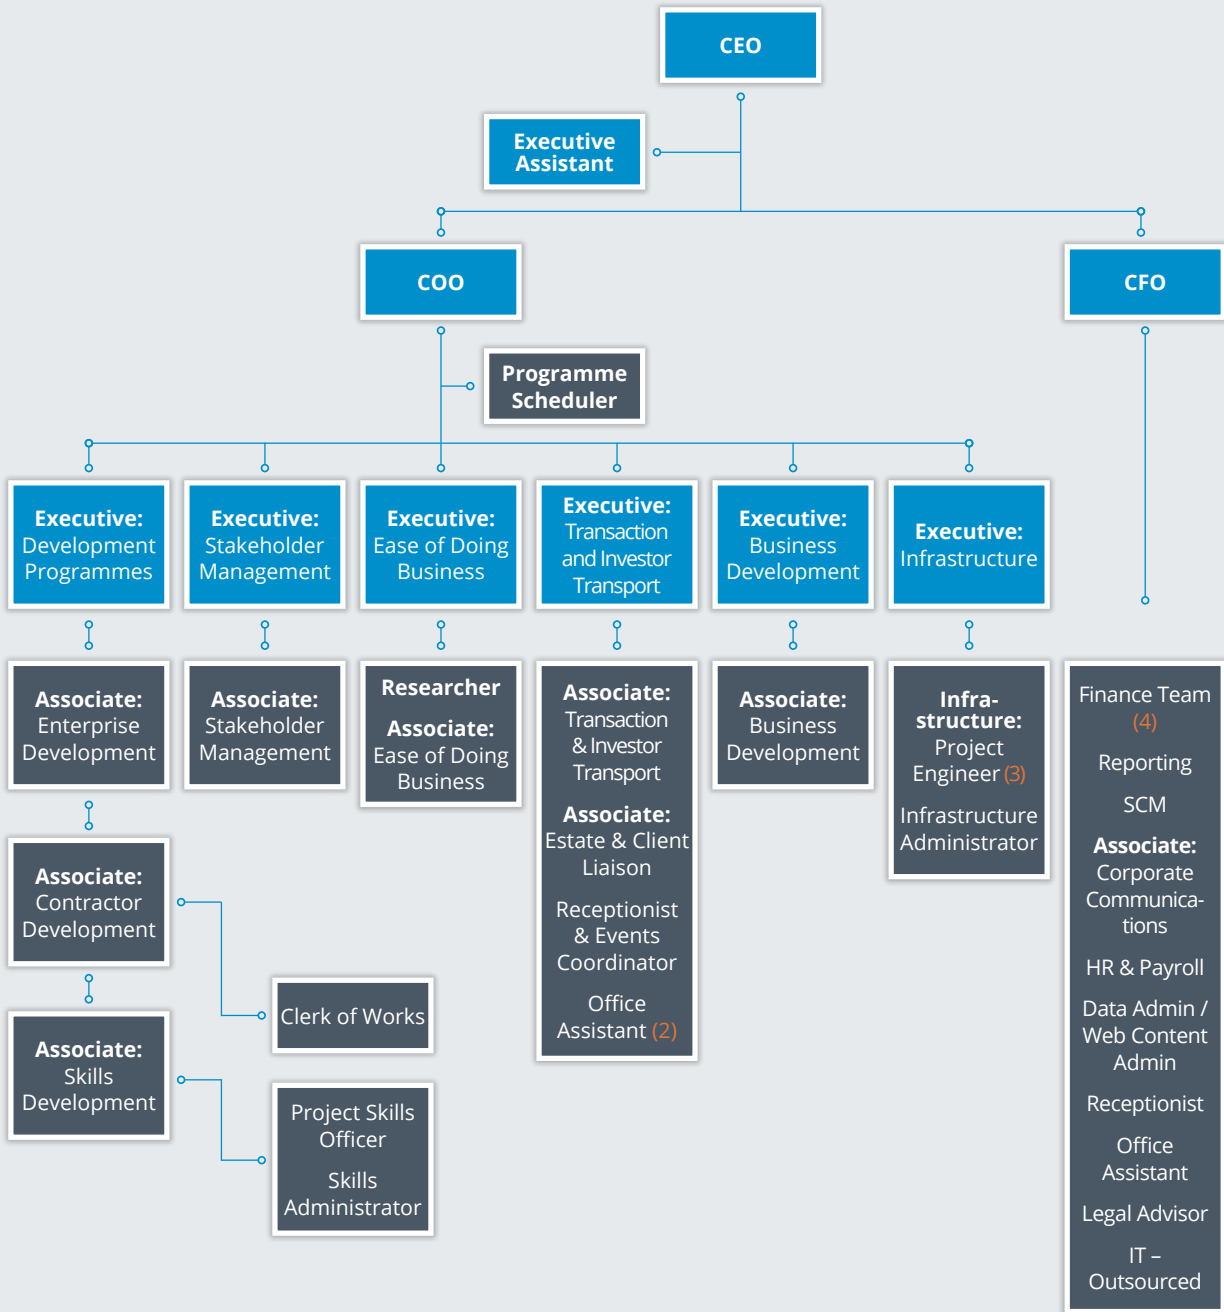 CEO
Executive
Assistant
COO
CFO
Programme
Scheduler
Executive:
Development
Programmes
Executive:
Stakeholder
Management
Executive:
Ease of Doing
Business
Executive:
Transaction
and Investor
Transport
Executive:
Business
Development
Executive:
Infrastructure
Associate:
Enterprise
Development
Associate:
Stakeholder
Management
Researcher
Associate:
Ease of Doing
Business
Associate:
Transaction
& Investor
Transport
Associate:
Estate & Client
Liaison
Receptionist
& Events
Coordinator
Office
Assistant (2)
Associate:
Business
Development
Infra-
structure:
Project
Engineer (3)
Infrastructure
Administrator
Finance Team
(4)
Reporting
SCM
Associate:
Corporate
Communica-
tions
HR & Payroll
Data Admin /
Web Content
Admin
Receptionist
Office
Assistant
Legal Advisor
IT –
Outsourced
Associate:
Contractor
Development
Clerk of Works
Associate:
Skills
Development
Project Skills
Officer
Skills
Administrator